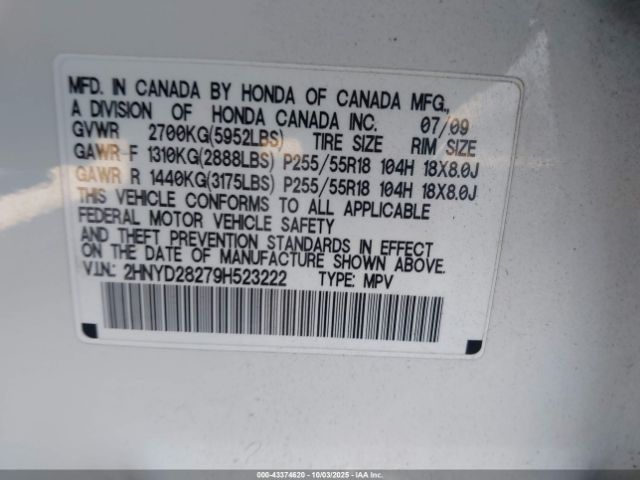 MFD. IN CANADA BY HONDA OF CANADA MFG.,
A DIVISION OF HONDA CANADA INC. 07/09
GVWR 2700KG(5952LBS) TIRE SIZE RIM SIZE
GAWR F 1310KG(2888LBS) P255/55R18 104H 18X8.0J
GAWR R 1440KG(3175LBS) P255/55R18 104H 18X8.0J
THIS VEHICLE CONFORMS TO ALL APPLICABLE
FEDERAL MOTOR VEHICLE SAFETY
AND THEFT PREVENTION STANDARDS IN EFFECT
ON THE DATE OF MANUFACTURE SHOWN ABOVE.
V.I.N.: 2HNYD28279H523222 TYPE: MPV
000-43374620 - 10/03/2025 - IAAI.COM